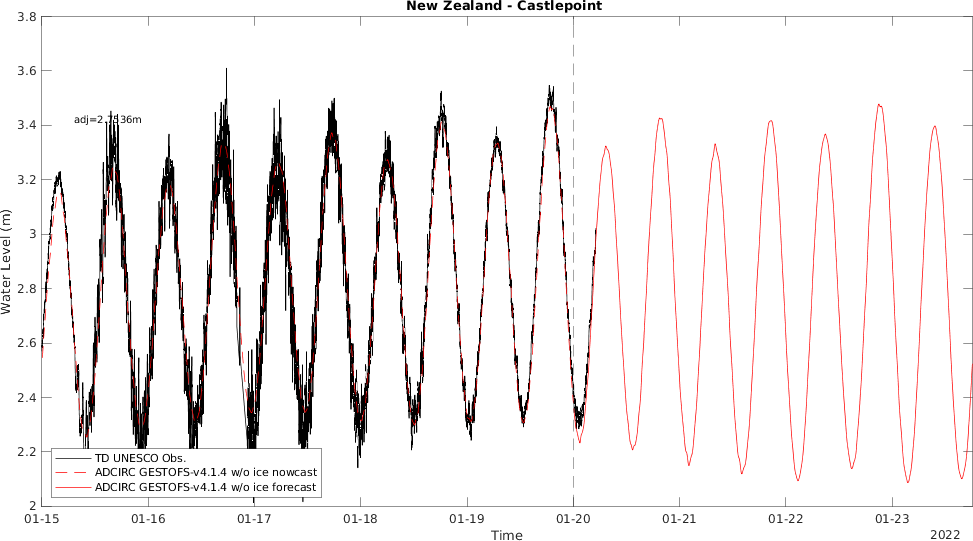 New Zealand - Castlepoint
3.8
3.6
3.4
3.2
3
2.8
2.6
2.4
2.2
2
Water Level (m)
adj=2.7536m
TD UNESCO Obs.
ADCIRC GESTOFS-v4.1.4 w/o ice nowcast
ADCIRC GESTOFS-v4.1.4 w/o ice forecast
01-15 01-16 01-17 01-18 01-19 01-20 01-21 01-22 01-23
Time
2022